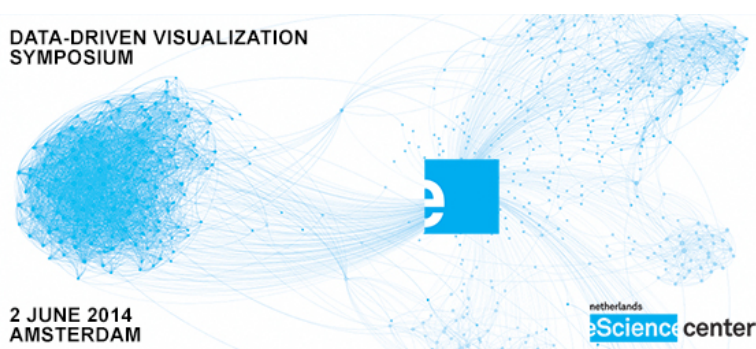 DATA-DRIVEN VISUALIZATION
SYMPOSIUM
e
2 JUNE 2014
AMSTERDAM
netherlands
eScience center